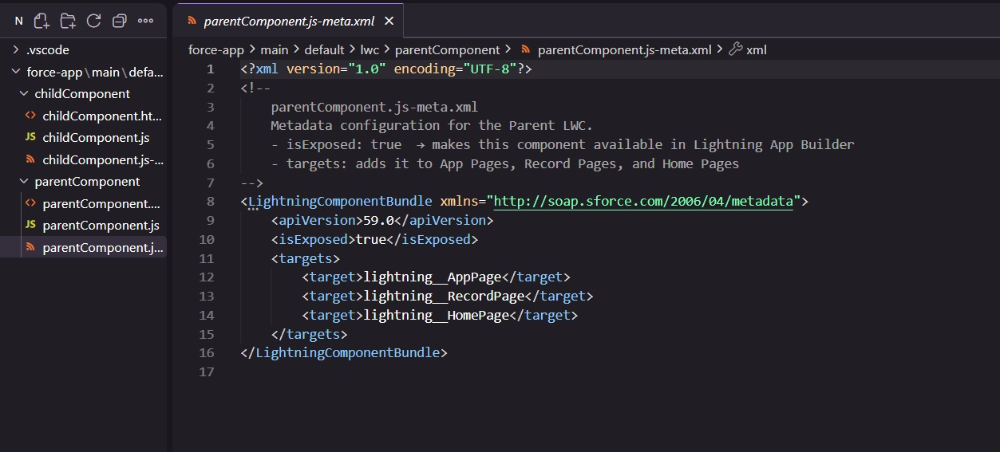 N
parentComponent.js-meta.xml
.vscode
force-app\main\defa...
childComponent
childComponent.ht...
JS childComponent.js
childComponent.js-...
parentComponent
parentComponent....
JS parentComponent.js
parentComponent.j...
force-app > main > default > lwc > parentComponent > parentComponent.js-meta.xml > xml
1 <?xml version="1.0" encoding="UTF-8"?>
2 <!--
3     parentComponent.js-meta.xml
4     Metadata configuration for the Parent LWC.
5     - isExposed: true  → makes this component available in Lightning App Builder
6     - targets: adds it to App Pages, Record Pages, and Home Pages
7 -->
8 <LightningComponentBundle xmlns="http://soap.sforce.com/2006/04/metadata">
9     <apiVersion>59.0</apiVersion>
10     <isExposed>true</isExposed>
11     <targets>
12         <target>lightning__AppPage</target>
13         <target>lightning__RecordPage</target>
14         <target>lightning__HomePage</target>
15     </targets>
16 </LightningComponentBundle>
17